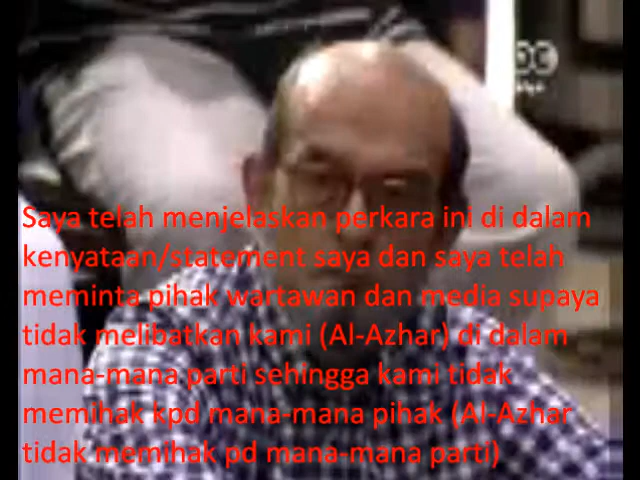 Saya telah menjelaskan perkara ini di dalam
kenyataan/statement saya dan saya telah
meminta pihak wartawan dan media supaya
tidak melibatkan kami (Al-Azhar) di dalam
mana-mana parti sehingga kami tidak
memihak kpd mana-mana pihak (Al-Azhar
tidak memihak pd mana-mana parti)